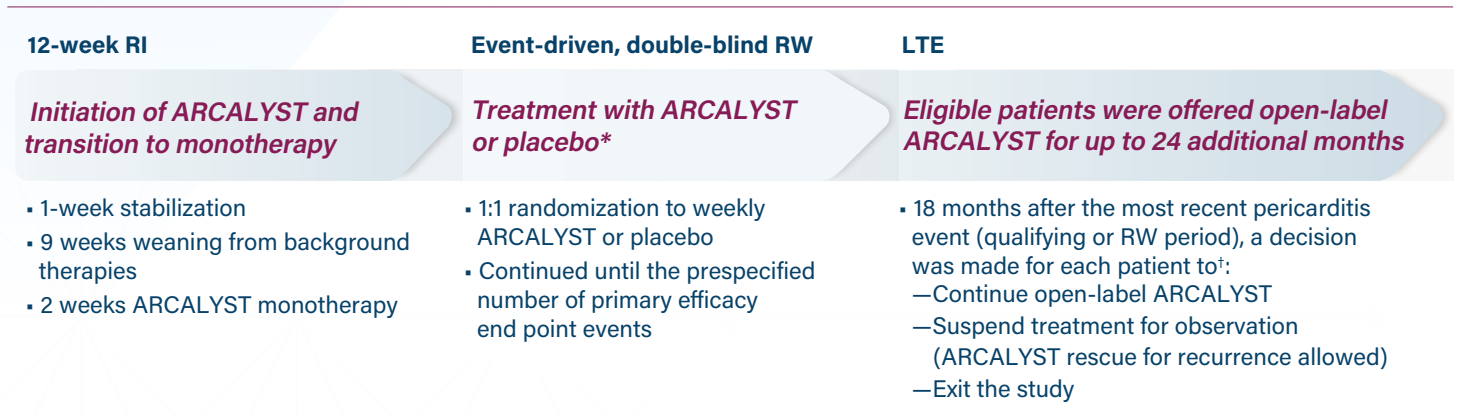 12-week RI
Initiation of ARCALYST and
transition to monotherapy
▪ 1-week stabilization
▪ 9 weeks weaning from background
therapies
▪ 2 weeks ARCALYST monotherapy
Event-driven, double-blind RW
Treatment with ARCALYST
or placebo*
▪ 1:1 randomization to weekly
ARCALYST or placebo
▪ Continued until the prespecified
number of primary efficacy
end point events
LTE
Eligible patients were offered open-label
ARCALYST for up to 24 additional months
▪ 18 months after the most recent pericarditis
event (qualifying or RW period), a decision
was made for each patient to†:
—Continue open-label ARCALYST
—Suspend treatment for observation
(ARCALYST rescue for recurrence allowed)
—Exit the study